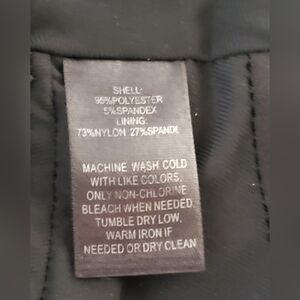 SHELL:
95%POLYESTER
5%SPANDEX
LINING:
73%NYLON 27%SPANDE
MACHINE WASH COLD
WITH LIKE COLORS,
ONLY NON-CHLORINE
BLEACH WHEN NEEDED.
TUMBLE DRY LOW,
WARM IRON IF
NEEDED OR DRY CLEAN